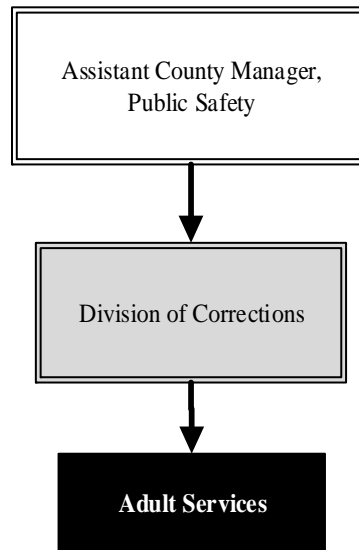 Assistant County Manager,
Public Safety
Division of Corrections
Adult Services